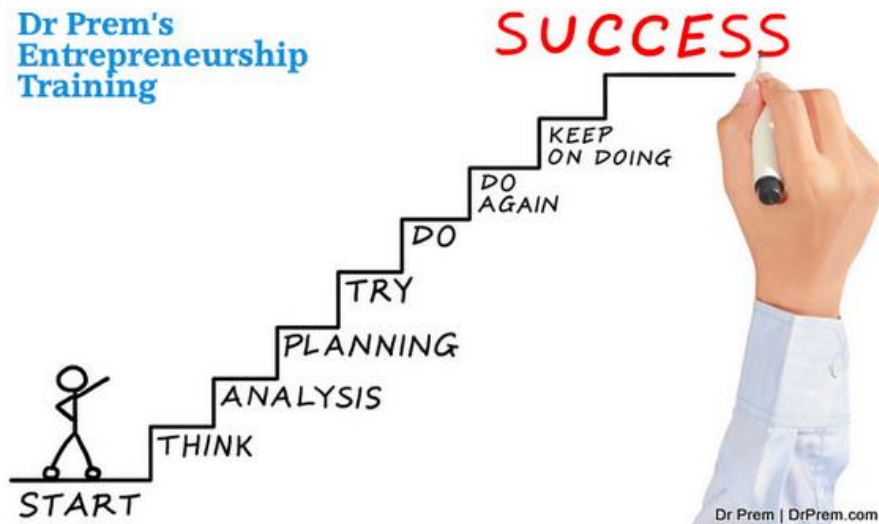 Dr Prem's
Entrepreneurship
Training
SUCCESS
KEEP
ON DOING
DO
AGAIN
DO
TRY
PLANNING
ANALYSIS
THINK
START
Dr Prem | DrPrem.com